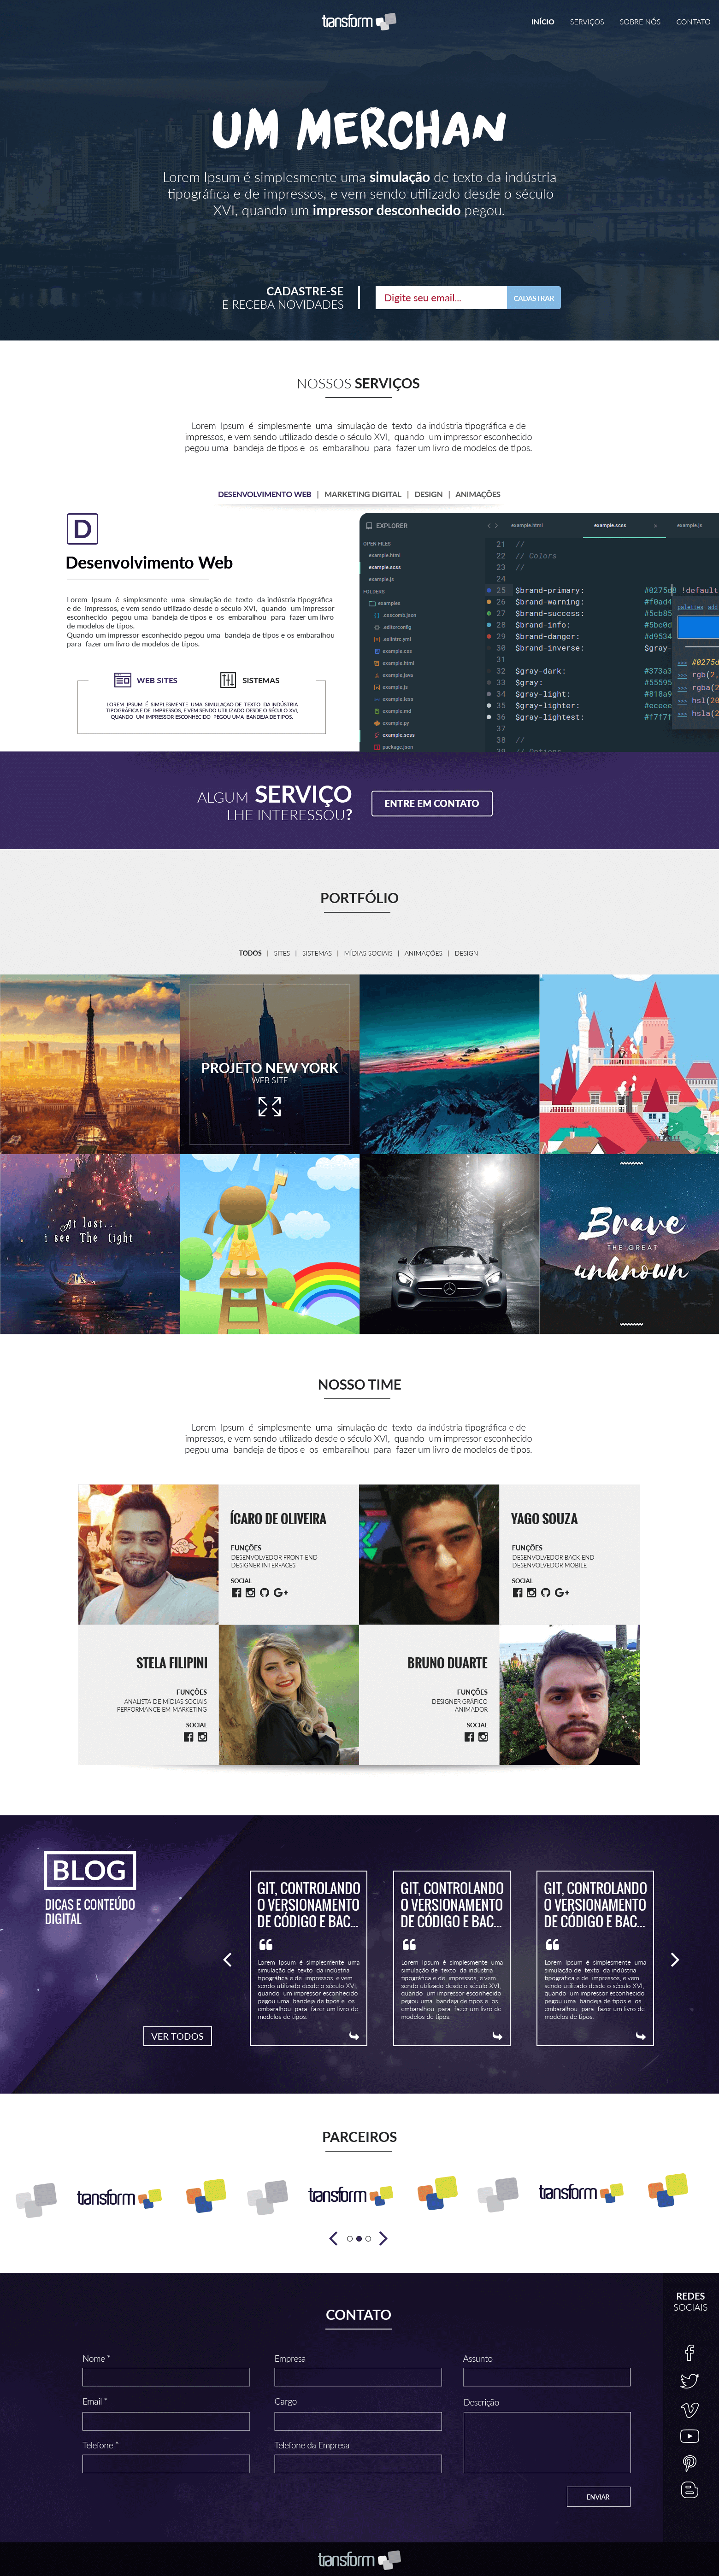 transform
INÍCIO SERVIÇOS SOBRE NÓS CONTATO
UM MERCHAN
Lorem Ipsum é simplesmente uma simulação de texto da indústria
tipográfica e de impressos, e vem sendo utilizado desde o século
XVI, quando um impressor desconhecido pegou.
CADASTRE-SE
E RECEBA NOVIDADES
Digite seu email...
CADASTRAR
NOSSOS SERVIÇOS
Lorem Ipsum é simplesmente uma simulação de texto da indústria tipográfica e de
impressos, e vem sendo utilizado desde o século XVI, quando um impressor esconhecido
pegou uma bandeja de tipos e os embaralhou para fazer um livro de modelos de tipos.
DESENVOLVIMENTO WEB | MARKETING DIGITAL | DESIGN | ANIMAÇÕES
D
Desenvolvimento Web
Lorem Ipsum é simplesmente uma simulação de texto da indústria tipográfica
e de impressos, e vem sendo utilizado desde o século XVI, quando um impressor
esconhecido pegou uma bandeja de tipos e os embaralhou para fazer um livro
de modelos de tipos.
Quando um impressor esconhecido pegou uma bandeja de tipos e os embaralhou
para fazer um livro de modelos de tipos.
WEB SITES
SISTEMAS
LOREM IPSUM É SIMPLESMENTE UMA SIMULAÇÃO DE TEXTO DA INDÚSTRIA
TIPOGRÁFICA E DE IMPRESSOS, E VEM SENDO UTILIZADO DESDE O SÉCULO XVI,
QUANDO UM IMPRESSOR ESCONHECIDO PEGOU UMA BANDEJA DE TIPOS.
EXPLORER
OPEN FILES
example.html
example.scss
example.js
FOLDERS
examples
.csscomb.json
.editorconfig
.eslintrc.yml
example.css
example.html
example.java
example.js
example.less
example.md
example.py
example.scss
package.json
example.html example.scss × example.js
21 //
22 // Colors
23 //
24
25 $brand-primary: #0275d8 !default
26 $brand-warning: #f0ad4
27 $brand-success: #5cb85
28 $brand-info: #5bc0d
29 $brand-danger: #d9534
30 $brand-inverse: $gray-
31
32 $gray-dark: #373a3
33 $gray: #55595
34 $gray-light: #818a9
35 $gray-lighter: #eceee
36 $gray-lightest: #f7f7f
37
38 //
39 // Options
palettes add
>>> #0275d
>>> rgb(2,
>>> rgba(2
>>> hsl(20
>>> hsla(2
ALGUM SERVIÇO
LHE INTERESSOU?
ENTRE EM CONTATO
PORTFÓLIO
TODOS | SITES | SISTEMAS | MÍDIAS SOCIAIS | ANIMAÇÕES | DESIGN
PROJETO NEW YORK
WEB SITE
At last...
i see The light
Brave
THE GREAT
unknown
NOSSO TIME
Lorem Ipsum é simplesmente uma simulação de texto da indústria tipográfica e de
impressos, e vem sendo utilizado desde o século XVI, quando um impressor esconhecido
pegou uma bandeja de tipos e os embaralhou para fazer um livro de modelos de tipos.
ÍCARO DE OLIVEIRA
FUNÇÕES
DESENVOLVEDOR FRONT-END
DESIGNER INTERFACES
SOCIAL
G+
YAGO SOUZA
FUNÇÕES
DESENVOLVEDOR BACK-END
DESENVOLVEDOR MOBILE
SOCIAL
G+
STELA FILIPINI
FUNÇÕES
ANALISTA DE MÍDIAS SOCIAIS
PERFORMANCE EM MARKETING
SOCIAL
BRUNO DUARTE
FUNÇÕES
DESIGNER GRÁFICO
ANIMADOR
SOCIAL
BLOG
DICAS E CONTEÚDO
DIGITAL
VER TODOS
GIT, CONTROLANDO
O VERSIONAMENTO
DE CÓDIGO E BAC...
Lorem Ipsum é simplesmente uma
simulação de texto da indústria
tipográfica e de impressos, e vem
sendo utilizado desde o século XVI,
quando um impressor esconhecido
pegou uma bandeja de tipos e os
embaralhou para fazer um livro de
modelos de tipos.
GIT, CONTROLANDO
O VERSIONAMENTO
DE CÓDIGO E BAC...
Lorem Ipsum é simplesmente uma
simulação de texto da indústria
tipográfica e de impressos, e vem
sendo utilizado desde o século XVI,
quando um impressor esconhecido
pegou uma bandeja de tipos e os
embaralhou para fazer um livro de
modelos de tipos.
GIT, CONTROLANDO
O VERSIONAMENTO
DE CÓDIGO E BAC...
Lorem Ipsum é simplesmente uma
simulação de texto da indústria
tipográfica e de impressos, e vem
sendo utilizado desde o século XVI,
quando um impressor esconhecido
pegou uma bandeja de tipos e os
embaralhou para fazer um livro de
modelos de tipos.
PARCEIROS
transform transform transform
CONTATO
Nome *
Empresa
Assunto
Email *
Cargo
Descrição
Telefone *
Telefone da Empresa
ENVIAR
REDES
SOCIAIS
transform